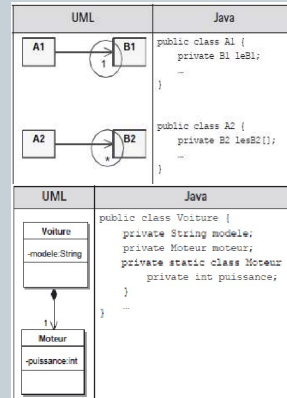 UML Java
A1 B1
1
public class A1 {
private B1 leB1;
…
}
A2 B2
*
public class A2 {
private B2 lesB2[];
…
}
UML Java
Voiture
-modele:String
1
Moteur
-puissance:int
public class Voiture {
private String modele;
private Moteur moteur;
private static class Moteur
private int puissance;
}
…
}